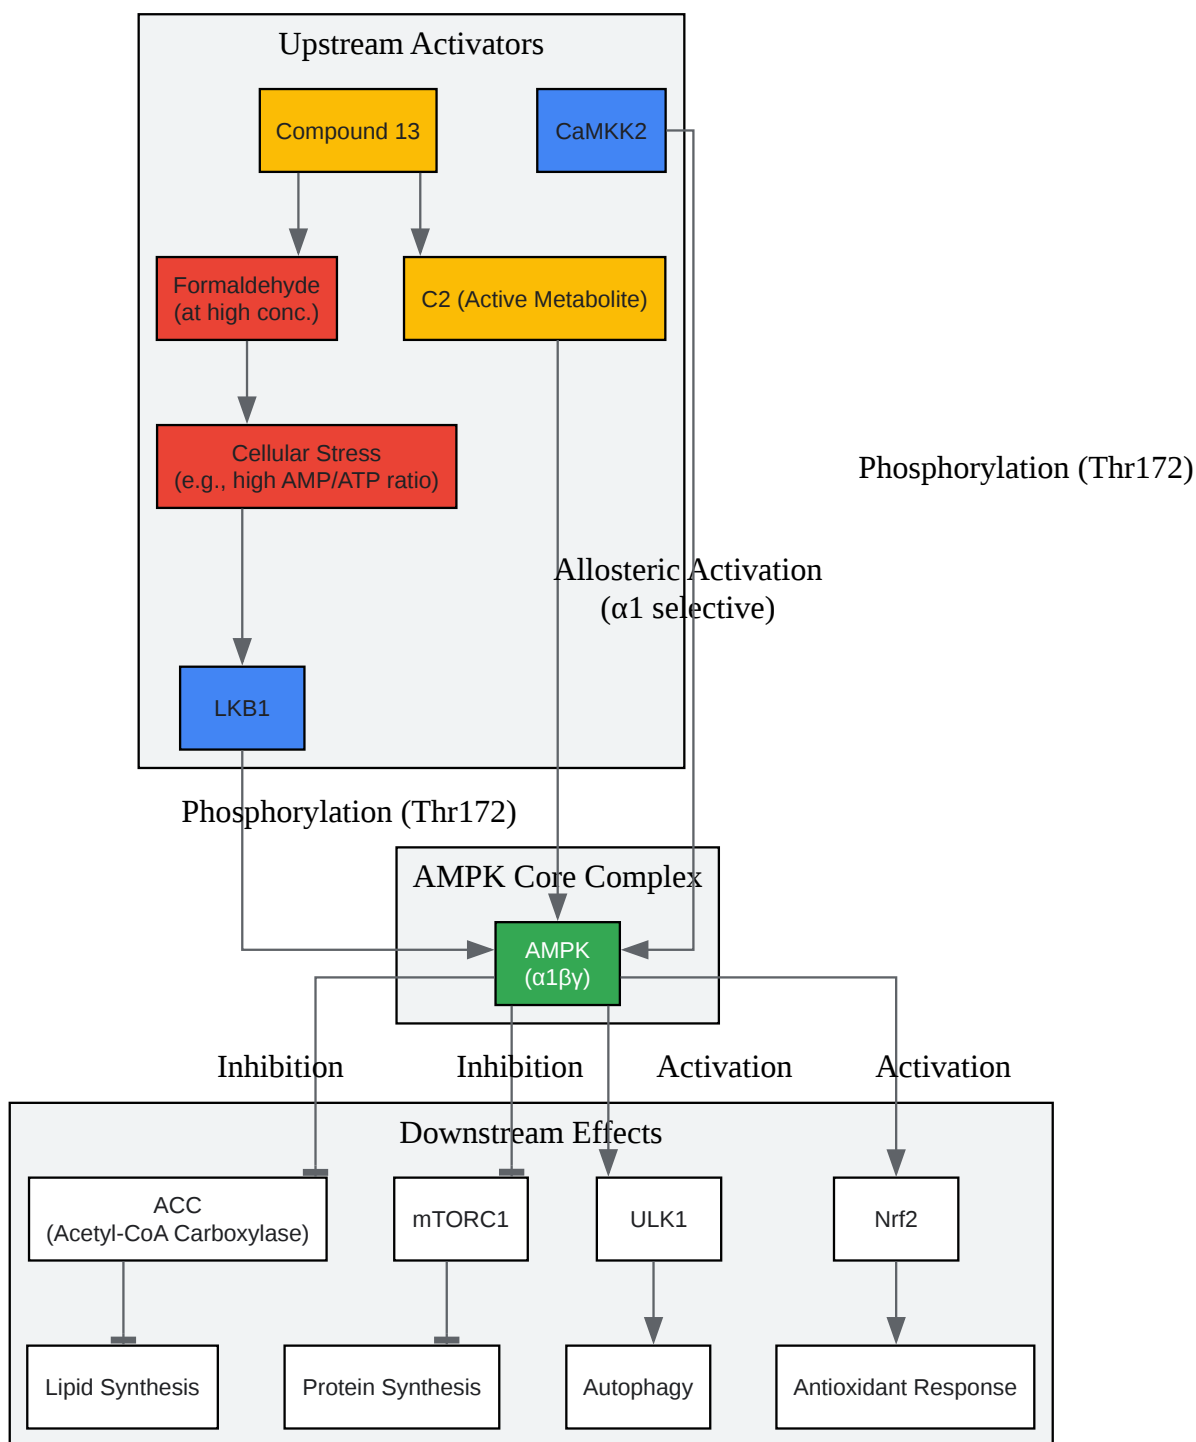 Upstream Activators
Compound 13
CaMKK2
Formaldehyde
(at high conc.)
C2 (Active Metabolite)
Cellular Stress
(e.g., high AMP/ATP ratio)
Phosphorylation (Thr172)
Allosteric Activation
(α1 selective)
LKB1
Phosphorylation (Thr172)
AMPK Core Complex
AMPK
(α1βγ)
Inhibition
Inhibition
Activation
Activation
Downstream Effects
ACC
(Acetyl-CoA Carboxylase)
mTORC1
ULK1
Nrf2
Lipid Synthesis
Protein Synthesis
Autophagy
Antioxidant Response